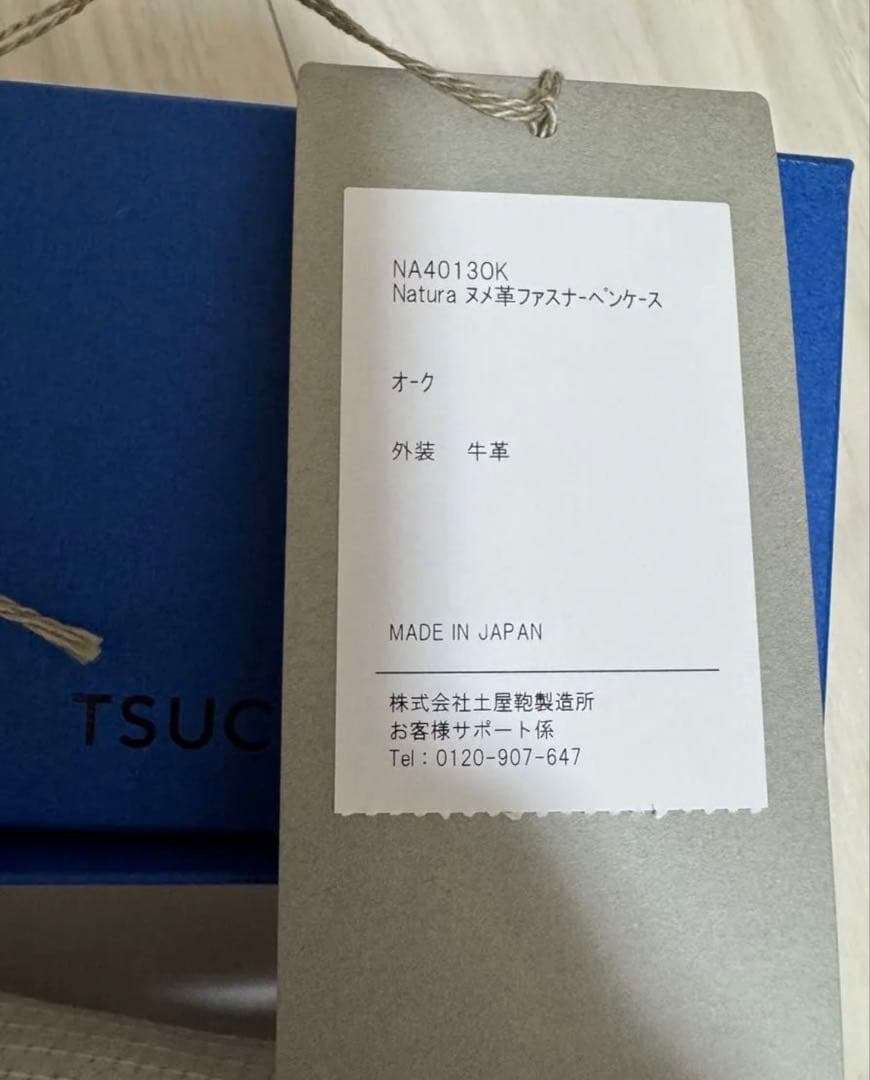 NA4013OK
Natura ヌメ革ファスナーペンケース
オーク
外装 牛革
MADE IN JAPAN
株式会社土屋鞄製造所
お客様サポート係
Tel：0120-907-647
TSUC